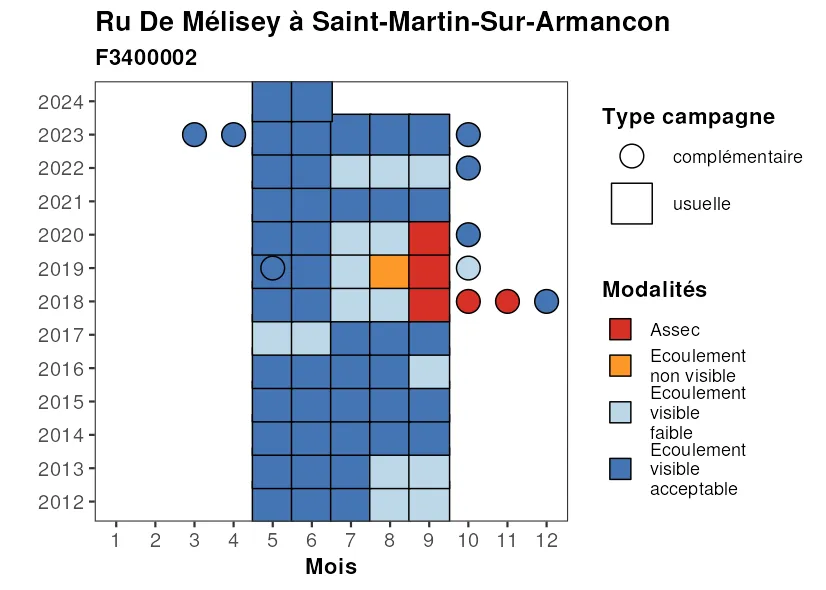 Ru De Mélisey à Saint-Martin-Sur-Armancon
F3400002
2024
2023
2022
2021
2020
2019
2018
2017
2016
2015
2014
2013
2012
1 2 3 4 5 6 7 8 9 10 11 12
Mois
Type campagne
complémentaire
usuelle
Modalités
Assec
Ecoulement
non visible
Ecoulement
visible
faible
Ecoulement
visible
acceptable